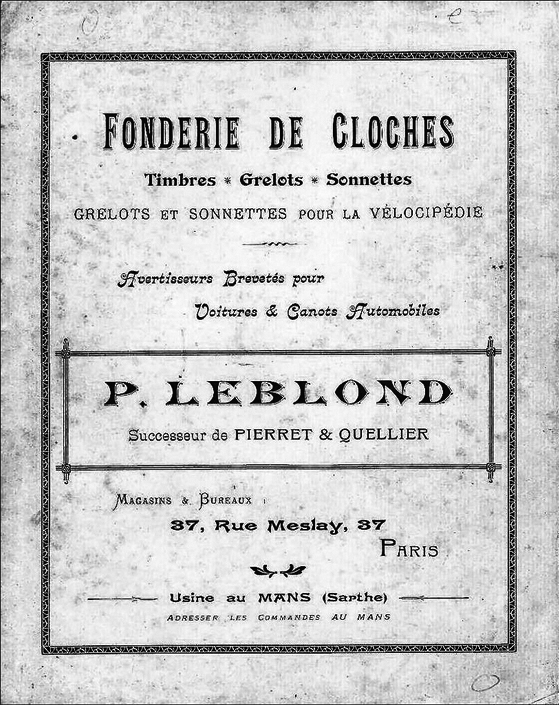 FONDERIE DE CLOCHES
Timbres * Grelots * Sonnettes
GRELOTS ET SONNETTES POUR LA VÉLOCIPÉDIE
Avertisseurs Brevetés pour
Voitures & Canots Automobiles
P. LEBLOND
Successeur de PIERRET & QUELLIER
MAGASINS & BUREAUX :
37, Rue Meslay, 37
PARIS
Usine au MANS (Sarthe)
ADRESSER LES COMMANDES AU MANS